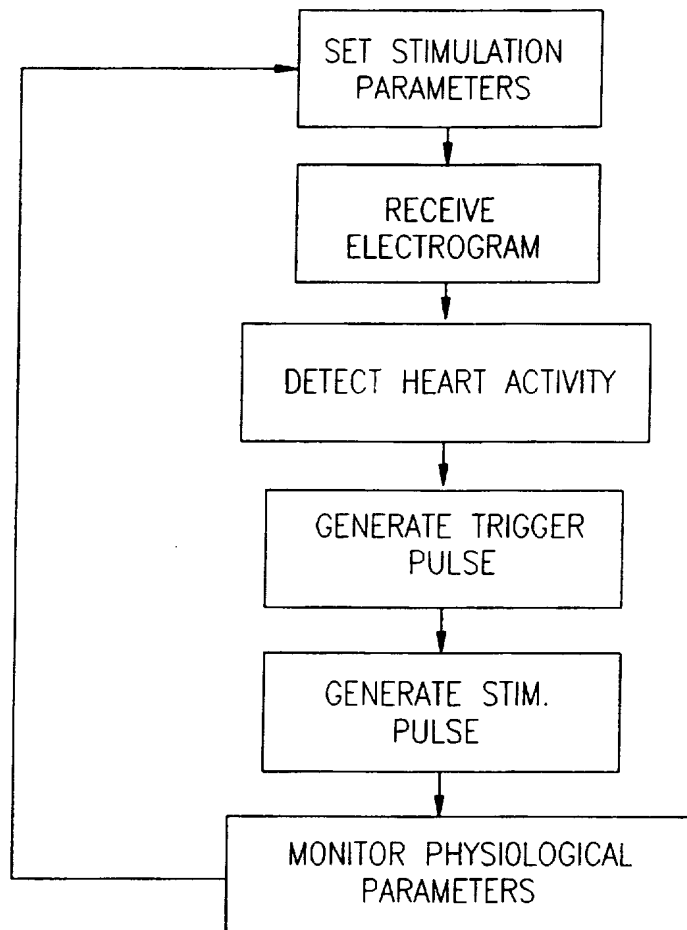 SET STIMULATION
PARAMETERS
RECEIVE
ELECTROGRAM
DETECT HEART ACTIVITY
GENERATE TRIGGER
PULSE
GENERATE STIM.
PULSE
MONITOR PHYSIOLOGICAL
PARAMETERS